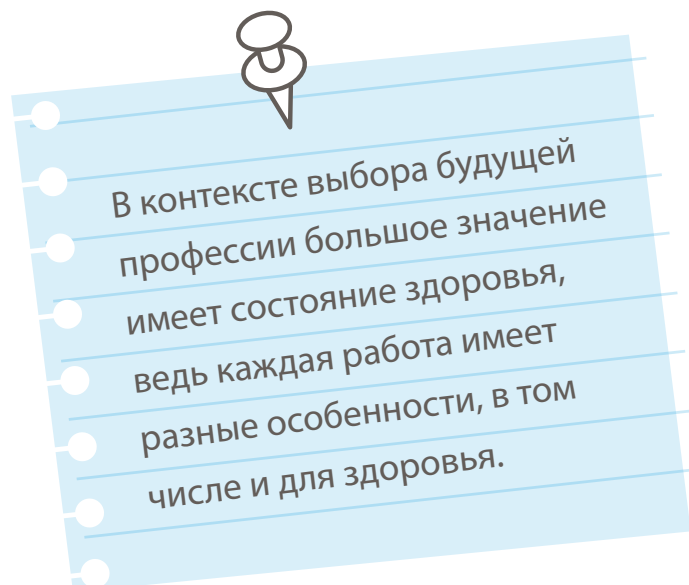 В контексте выбора будущей
профессии большое значение
имеет состояние здоровья,
ведь каждая работа имеет
разные особенности, в том
числе и для здоровья.